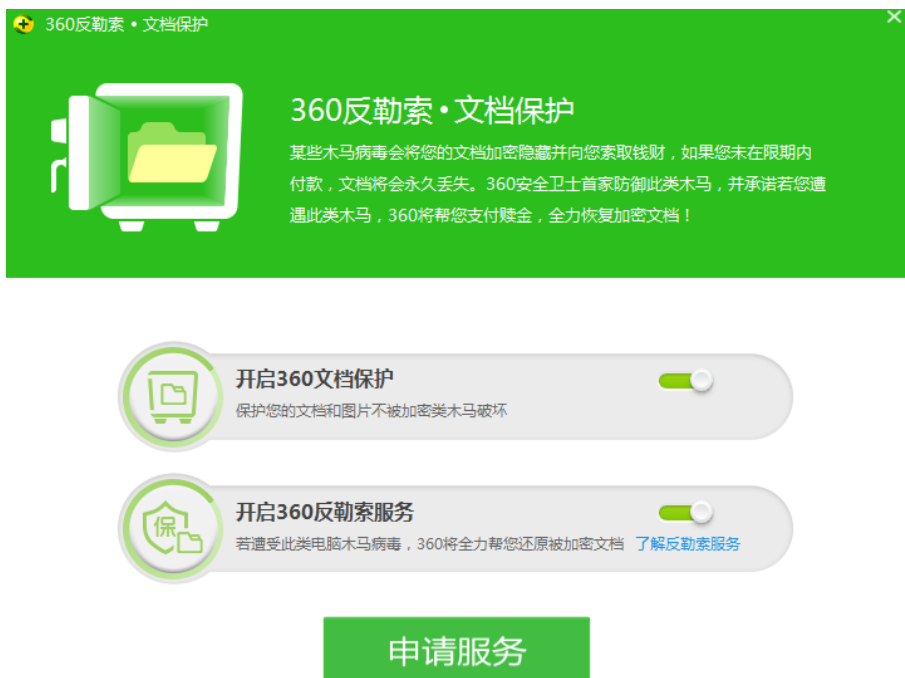 360反勒索·文档保护
360反勒索·文档保护
某些木马病毒会将您的文档加密隐藏并向您索取钱财，如果您未在限期内
付款，文档将会永久丢失。360安全卫士首家防御此类木马，并承诺若您遭
遇此类木马，360将帮您支付赎金，全力恢复加密文档！
开启360文档保护
保护您的文档和图片不被加密类木马破坏
开启360反勒索服务
保
若遭受此类电脑木马病毒，360将全力帮您还原被加密文档 了解反勒索服务
申请服务